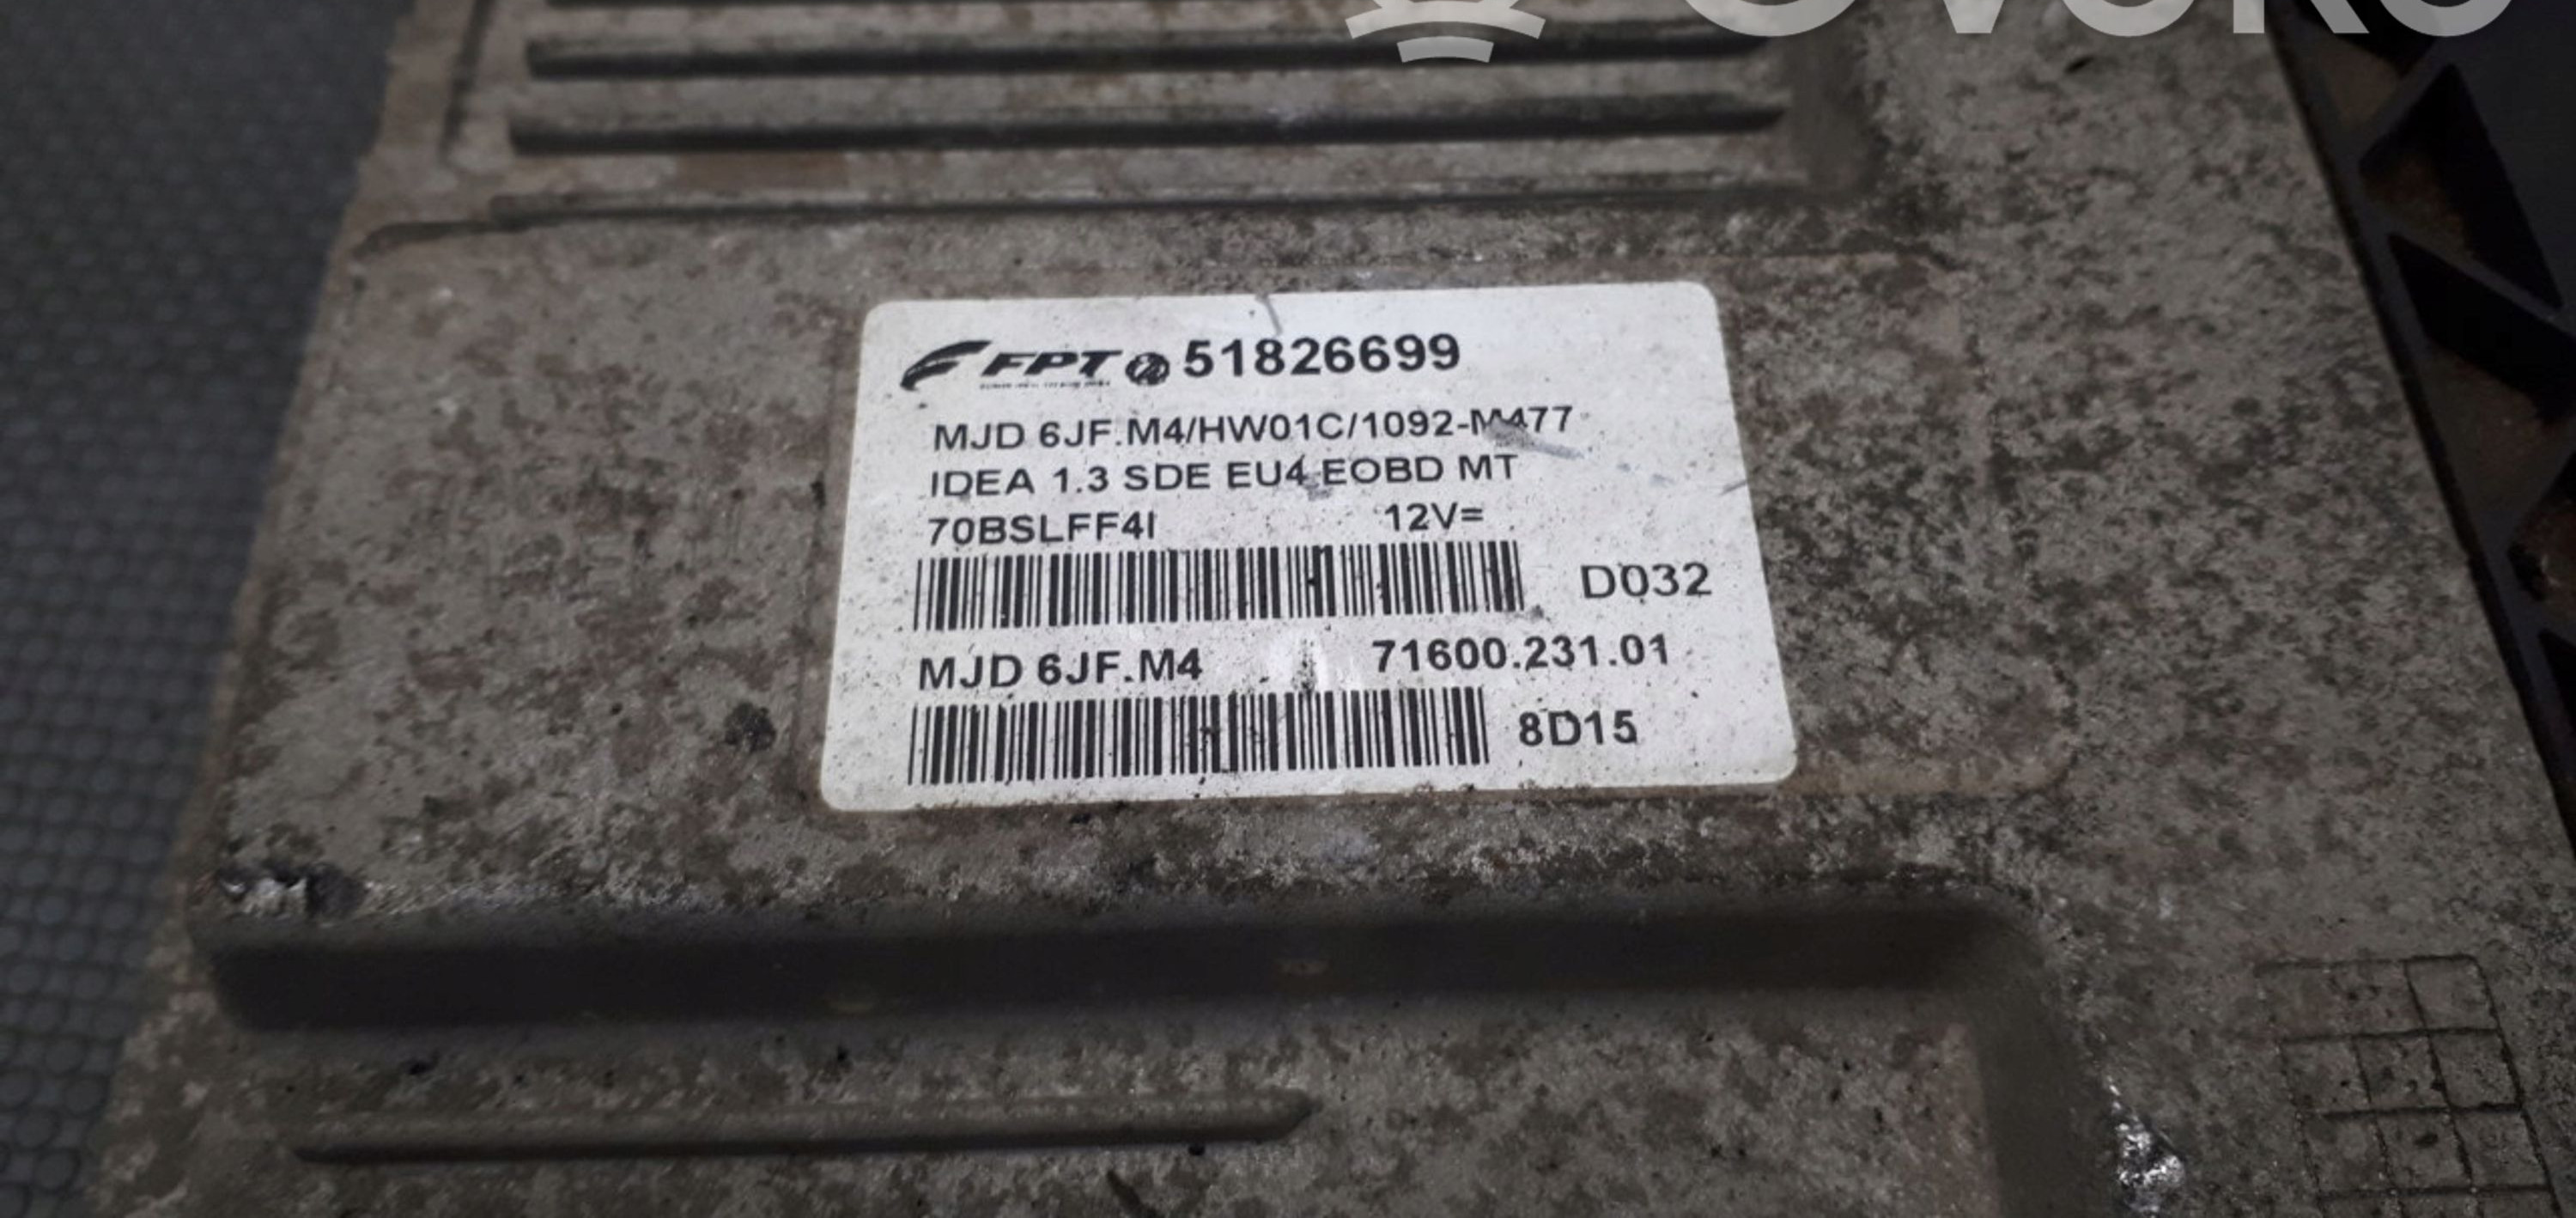 FPT 51826699
MJD 6JF.M4/HW01C/1092-M477
IDEA 1.3 SDE EU4 EOBD MT
70BSLFF4I 12V=
D032
MJD 6JF.M4 71600.231.01
8D15